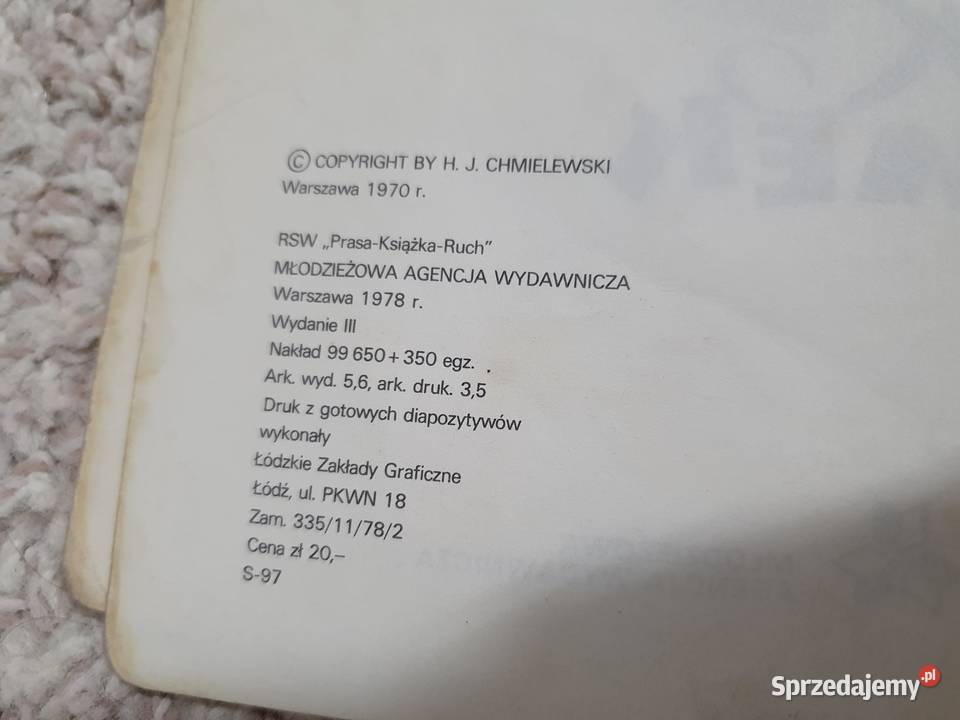 © COPYRIGHT BY H. J. CHMIELEWSKI
Warszawa 1970 r.
RSW „Prasa-Książka-Ruch"
MŁODZIEŻOWA AGENCJA WYDAWNICZA
Warszawa 1978 r.
Wydanie III
Nakład 99 650 + 350 egz.
Ark. wyd. 5,6, ark. druk. 3,5
Druk z gotowych diapozytywów
wykonały
Łódzkie Zakłady Graficzne
Łódź, ul. PKWN 18
Zam. 335/11/78/2
Cena zł 20,–
S-97
Sprzedajemy.pl